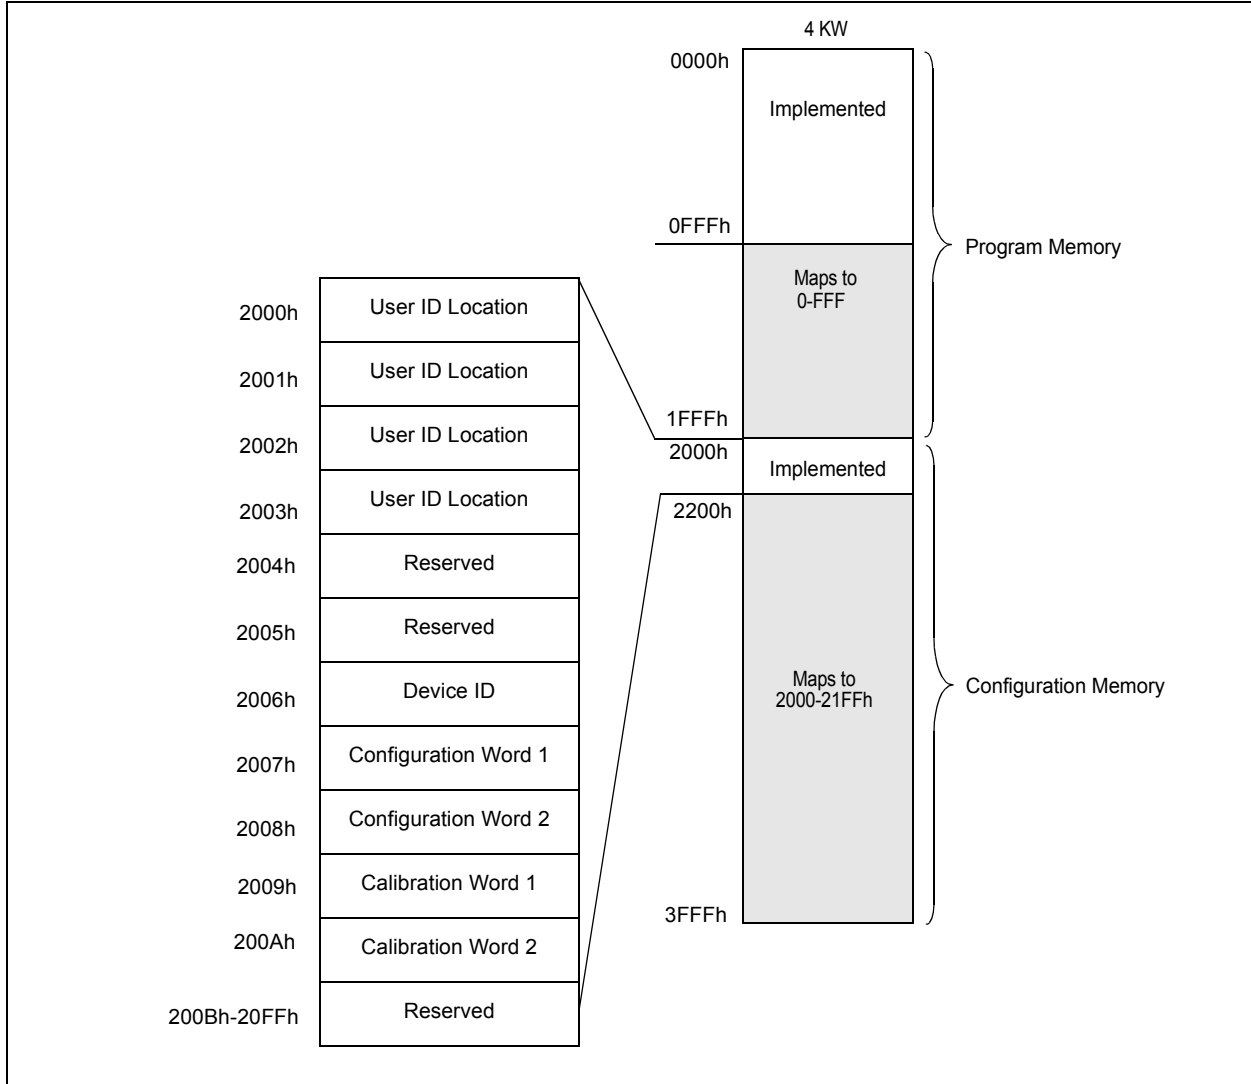 4 KW
0000h
Implemented
0FFFh
Program Memory
Maps to
0-FFF
1FFFh
2000h
Implemented
2200h
Maps to
2000-21FFh
Configuration Memory
3FFFh
2000h
User ID Location
2001h
User ID Location
2002h
User ID Location
2003h
User ID Location
2004h
Reserved
2005h
Reserved
2006h
Device ID
2007h
Configuration Word 1
2008h
Configuration Word 2
2009h
Calibration Word 1
200Ah
Calibration Word 2
200Bh-20FFh
Reserved